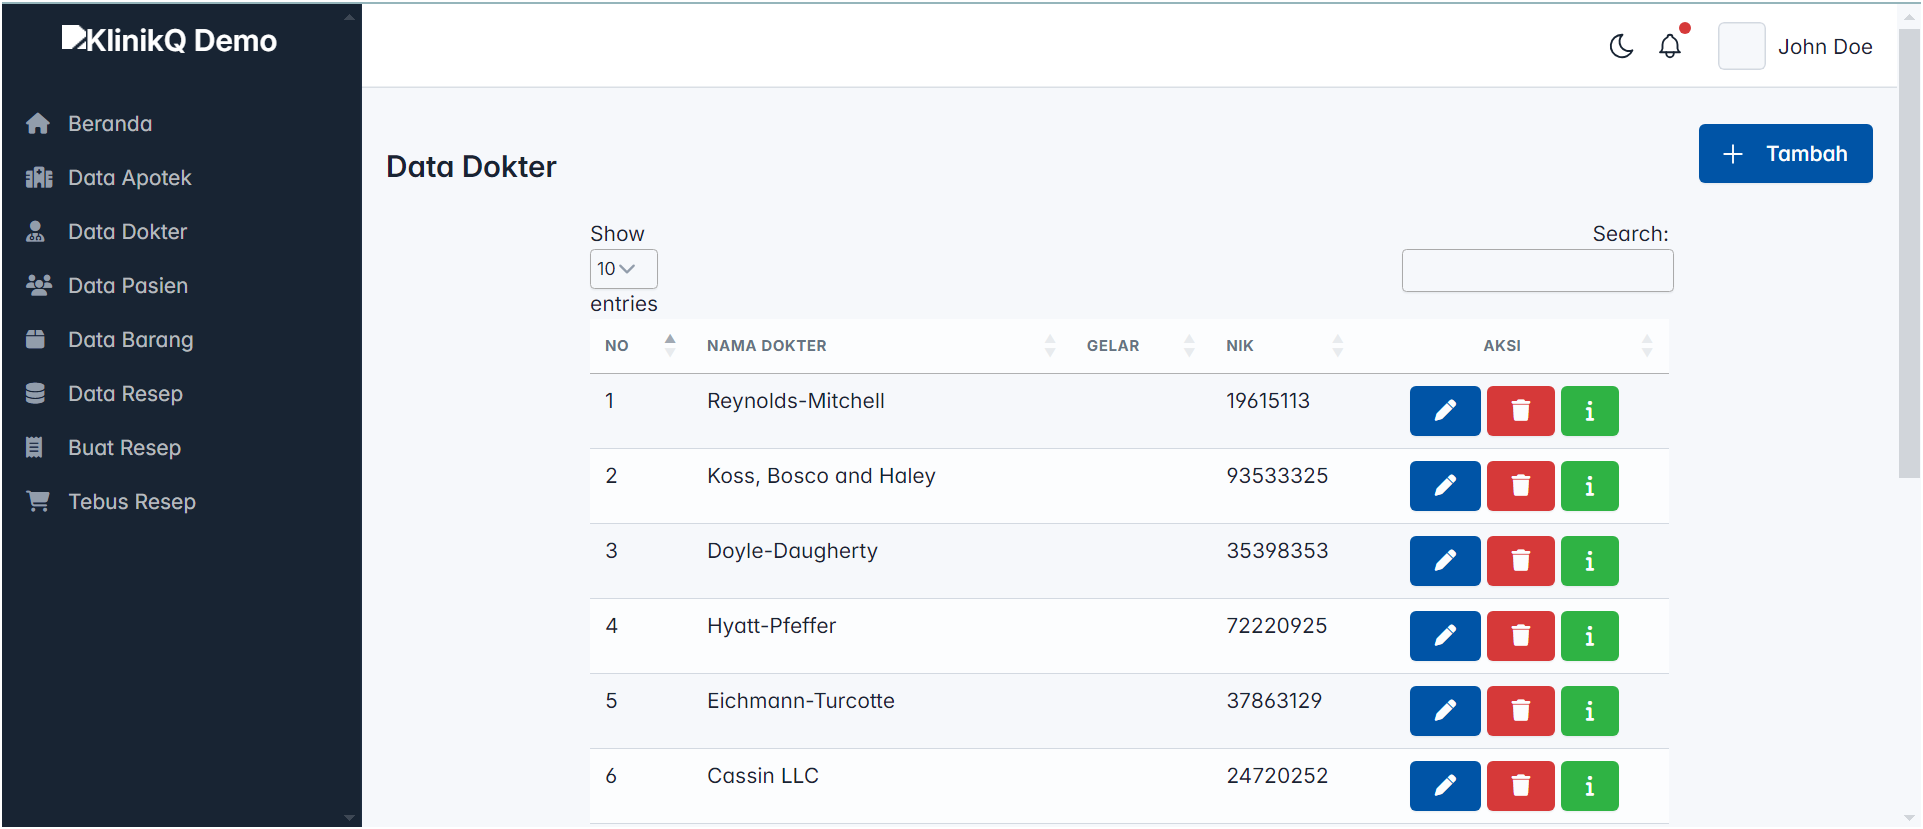 KlinikQ Demo
John Doe
Beranda
Data Apotek
Data Dokter
Data Pasien
Data Barang
Data Resep
Buat Resep
Tebus Resep
Data Dokter
Tambah
Show
10
entries
Search:
NO NAMA DOKTER GELAR NIK AKSI
1 Reynolds-Mitchell 19615113
2 Koss, Bosco and Haley 93533325
3 Doyle-Daugherty 35398353
4 Hyatt-Pfeffer 72220925
5 Eichmann-Turcotte 37863129
6 Cassin LLC 24720252